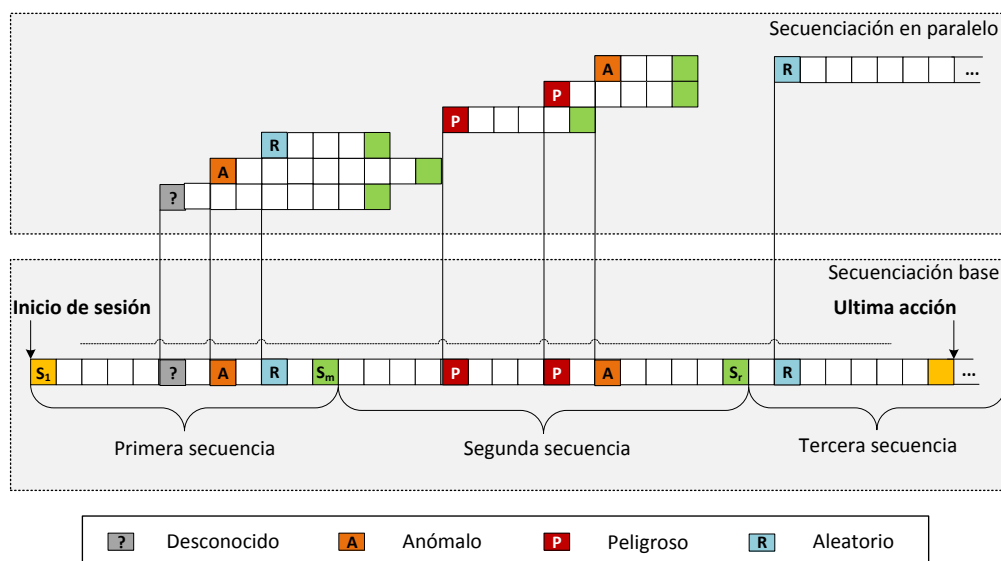 Secuenciación en paralelo
A
R
...
P
P
R
A
?
Secuenciación base
Inicio de sesión
Ultima acción
S1 ? A R Sm P P A Sr R ...
Primera secuencia
Segunda secuencia
Tercera secuencia
? Desconocido A Anómalo P Peligroso R Aleatorio